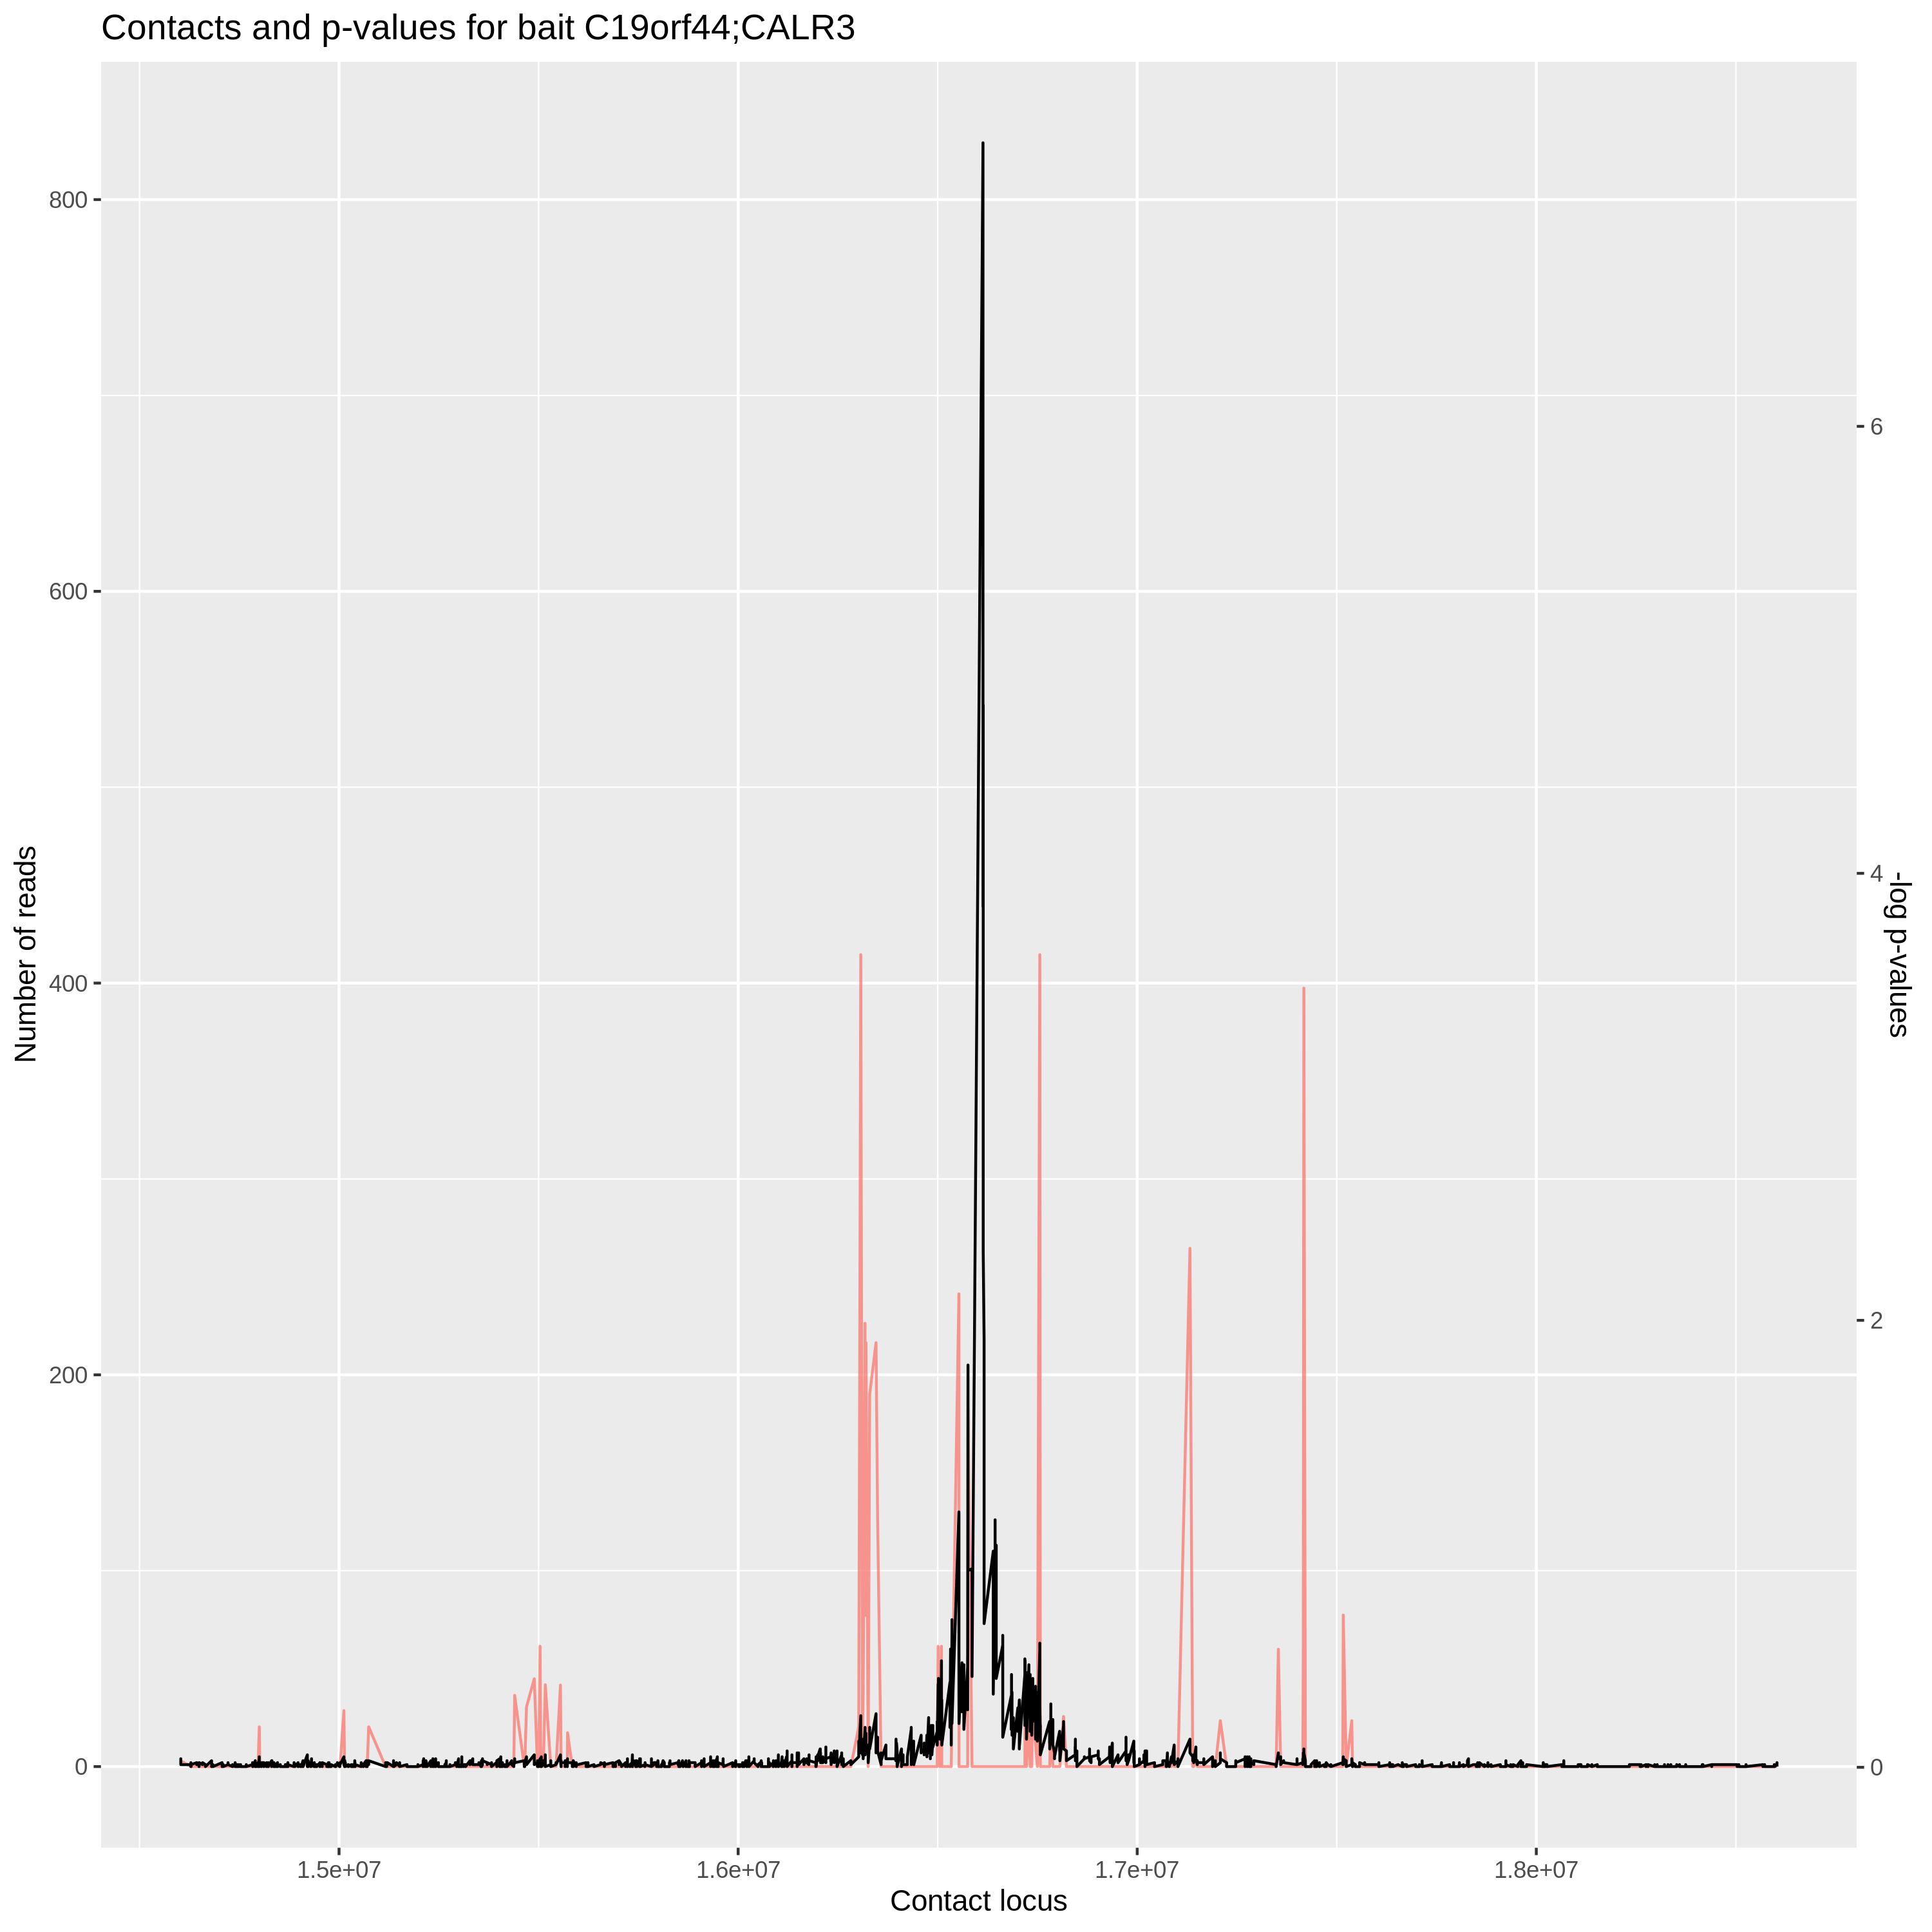 Contacts and p-values for bait C19orf44;CALR3
800
600
400
200
0
Number of reads
6
4
2
0
-log p-values
1.5e+07
1.6e+07
1.7e+07
1.8e+07
Contact locus